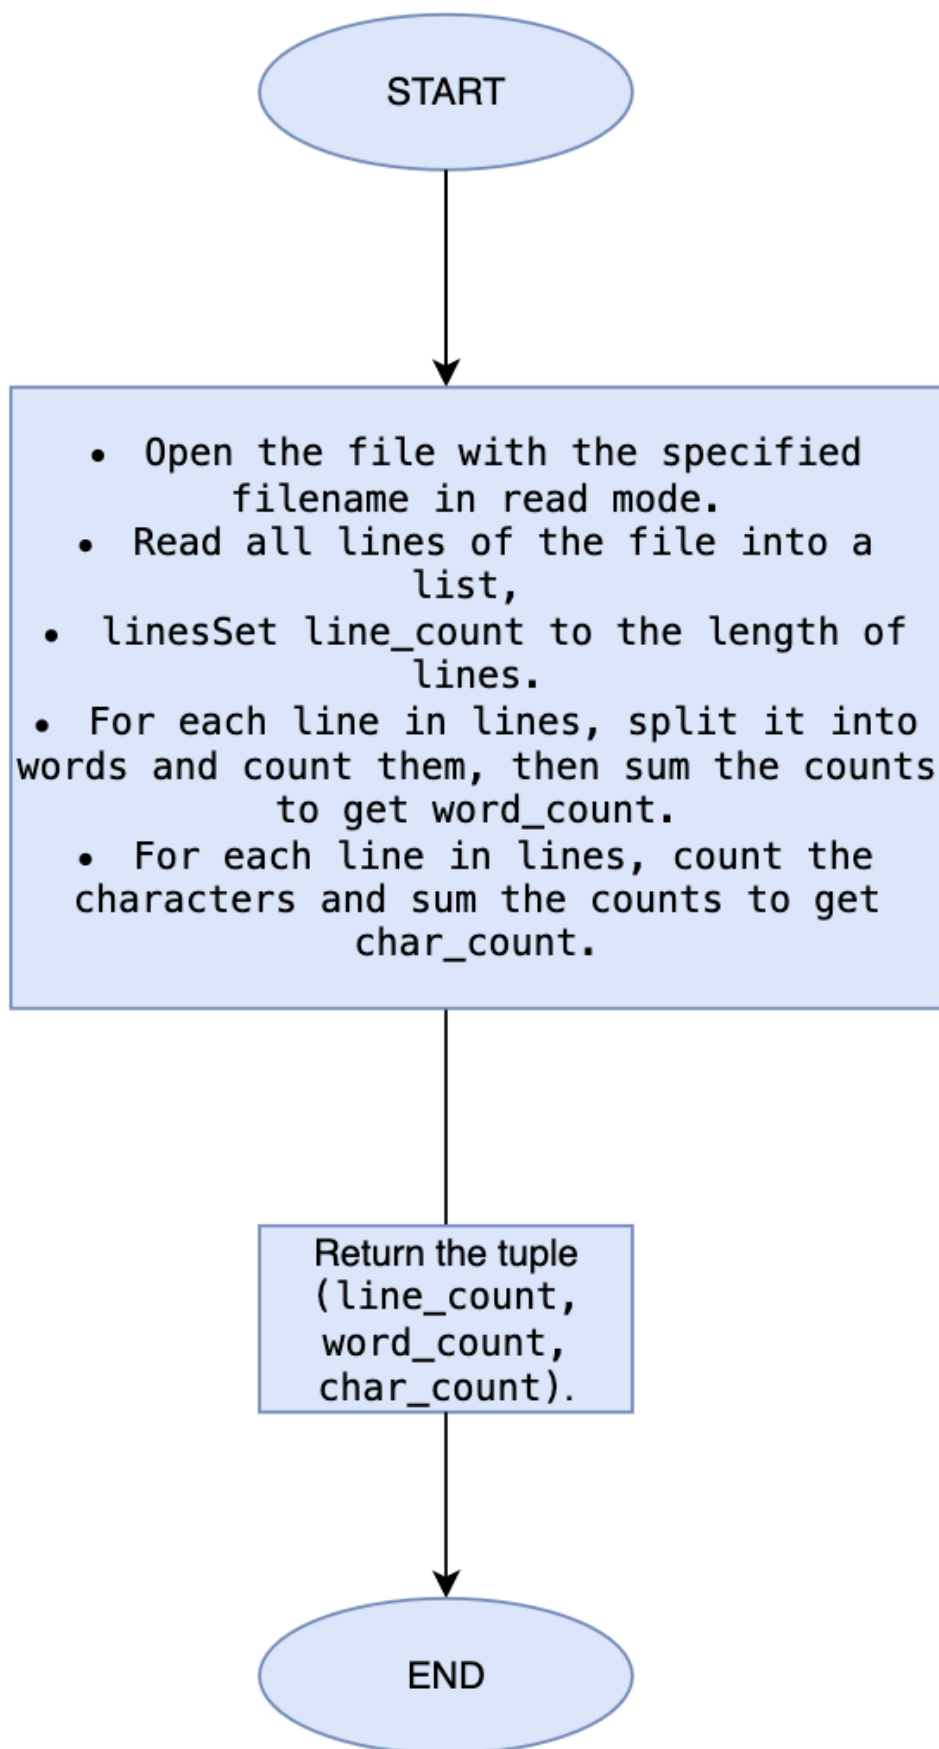 START
• Open the file with the specified
filename in read mode.
• Read all lines of the file into a
list,
• linesSet line_count to the length of
lines.
• For each line in lines, split it into
words and count them, then sum the counts
to get word_count.
• For each line in lines, count the
characters and sum the counts to get
char_count.
Return the tuple
(line_count,
word_count,
char_count).
END